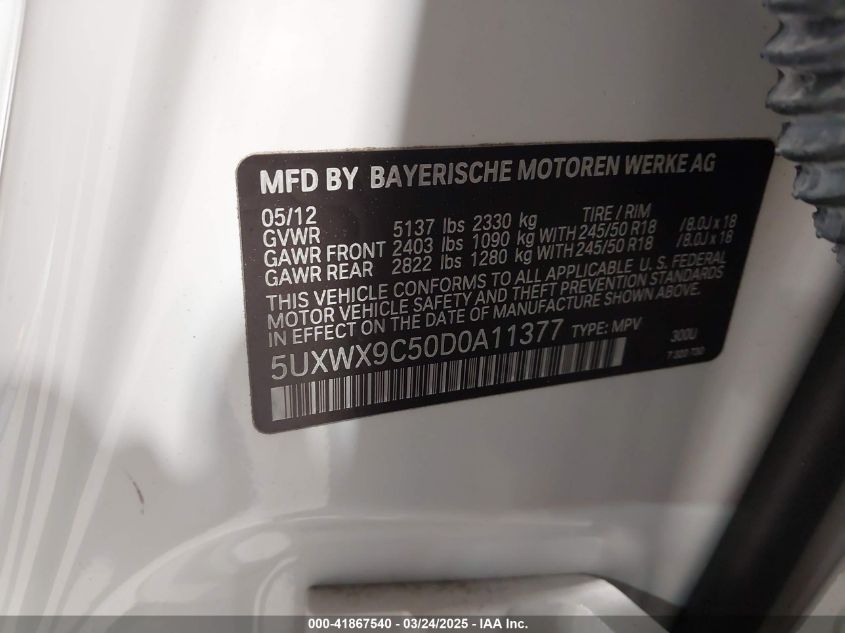 MFD BY BAYERISCHE MOTOREN WERKE AG
05/12 TIRE / RIM
GVWR 5137 lbs 2330 kg
GAWR FRONT 2403 lbs 1090 kg WITH 245/50 R18 /8.0J x 18
GAWR REAR 2822 lbs 1280 kg WITH 245/50 R18 /8.0J x 18
THIS VEHICLE CONFORMS TO ALL APPLICABLE U.S. FEDERAL
MOTOR VEHICLE SAFETY AND THEFT PREVENTION STANDARDS
IN EFFECT ON THE DATE OF MANUFACTURE SHOWN ABOVE.
5UXWX9C50D0A11377 TYPE: MPV 300U
7 320 730
000-41867540 - 03/24/2025 - IAA Inc.